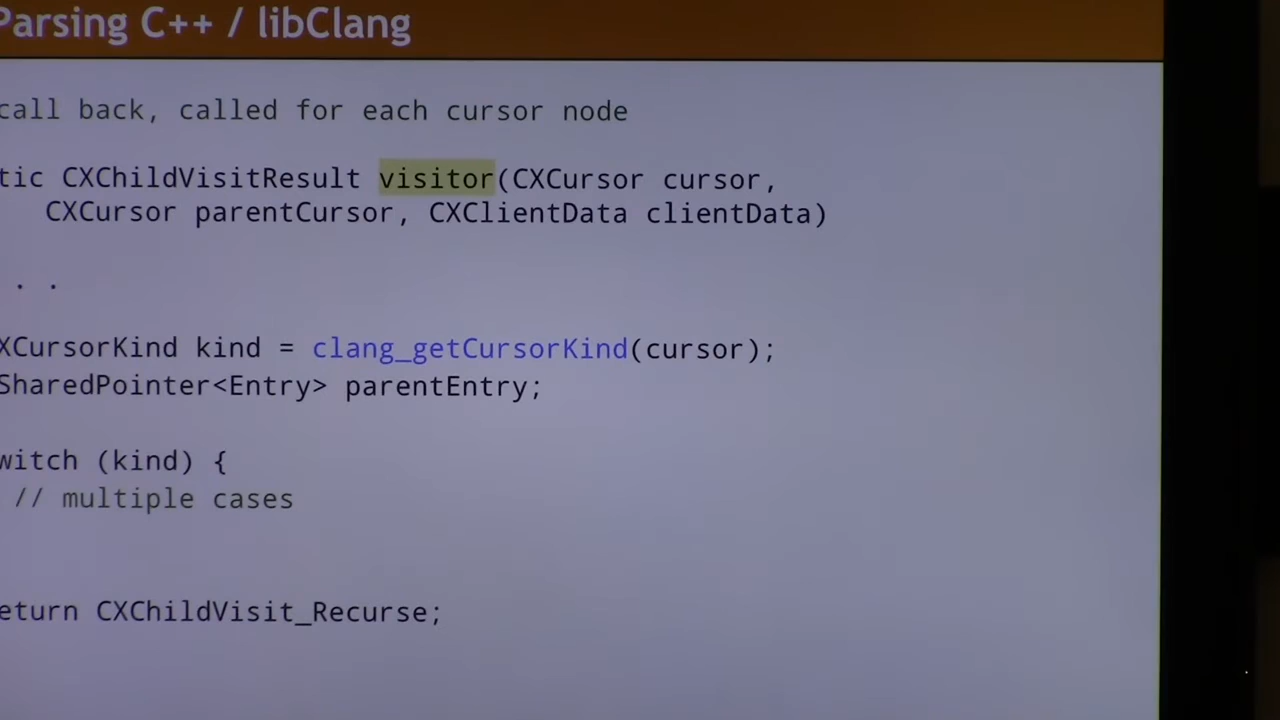 Parsing C++ / libClang
call back, called for each cursor node
tic CXChildVisitResult visitor(CXCursor cursor,
CXCursor parentCursor, CXClientData clientData)
. .
XCursorKind kind = clang_getCursorKind(cursor);
SharedPointer<Entry> parentEntry;
witch (kind) {
// multiple cases
eturn CXChildVisit_Recurse;